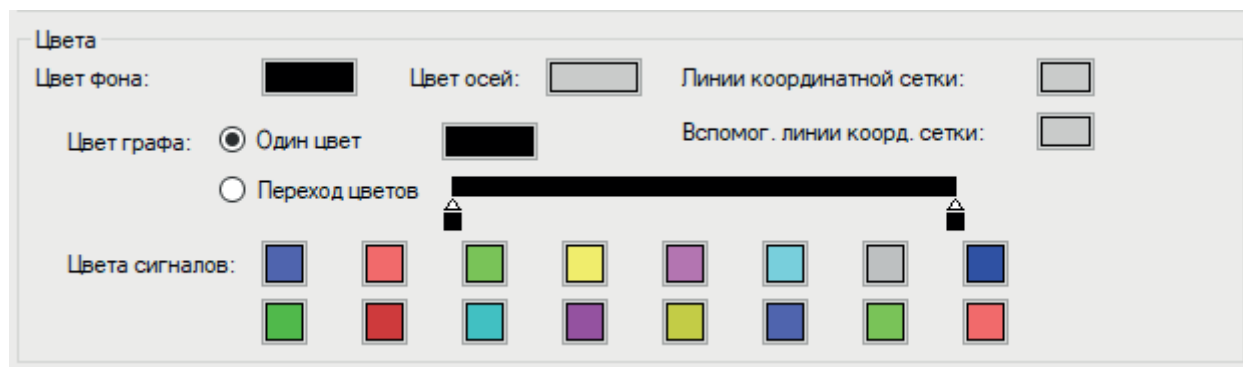 Цвета
Цвет фона: Цвет осей: Линии координатной сетки:
Цвет графа: Один цвет Вспомог. линии коорд. сетки:
Переход цветов
Цвета сигналов: